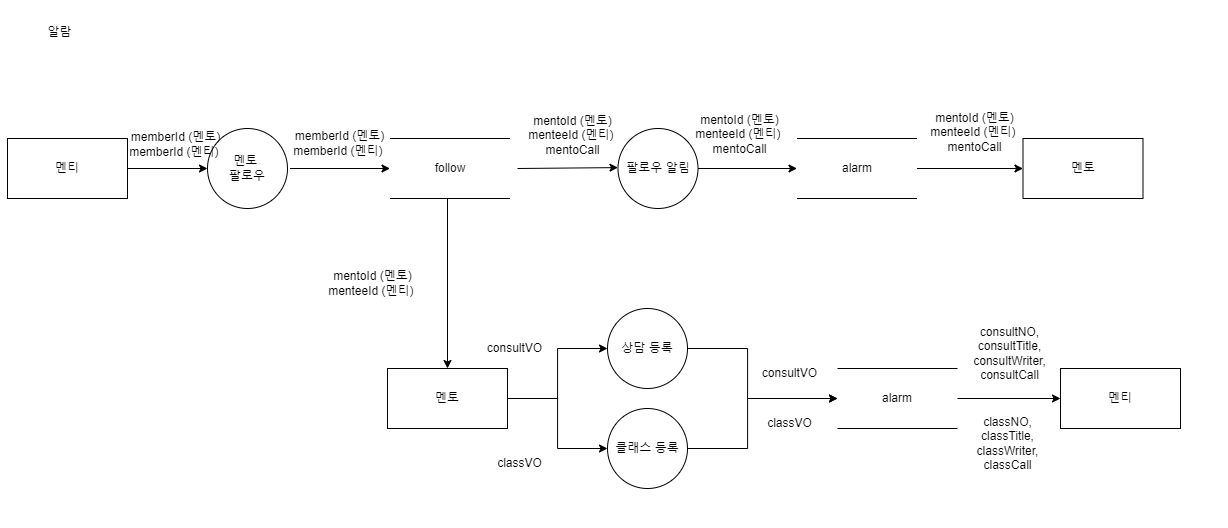 알람
memberId (멘토)
memberId (멘티)
memberId (멘토)
memberId (멘티)
mentoId (멘토)
menteeId (멘티)
mentoCall
mentoId (멘토)
menteeId (멘티)
mentoCall
mentoId (멘토)
menteeId (멘티)
mentoCall
멘티
멘토
팔로우
follow
팔로우 알림
alarm
멘토
mentoId (멘토)
menteeId (멘티)
consultVO
상담 등록
consultVO
consultNO,
consultTitle,
consultWriter,
consultCall
멘토
alarm
멘티
classVO
클래스 등록
classVO
classNO,
classTitle,
classWriter,
classCall